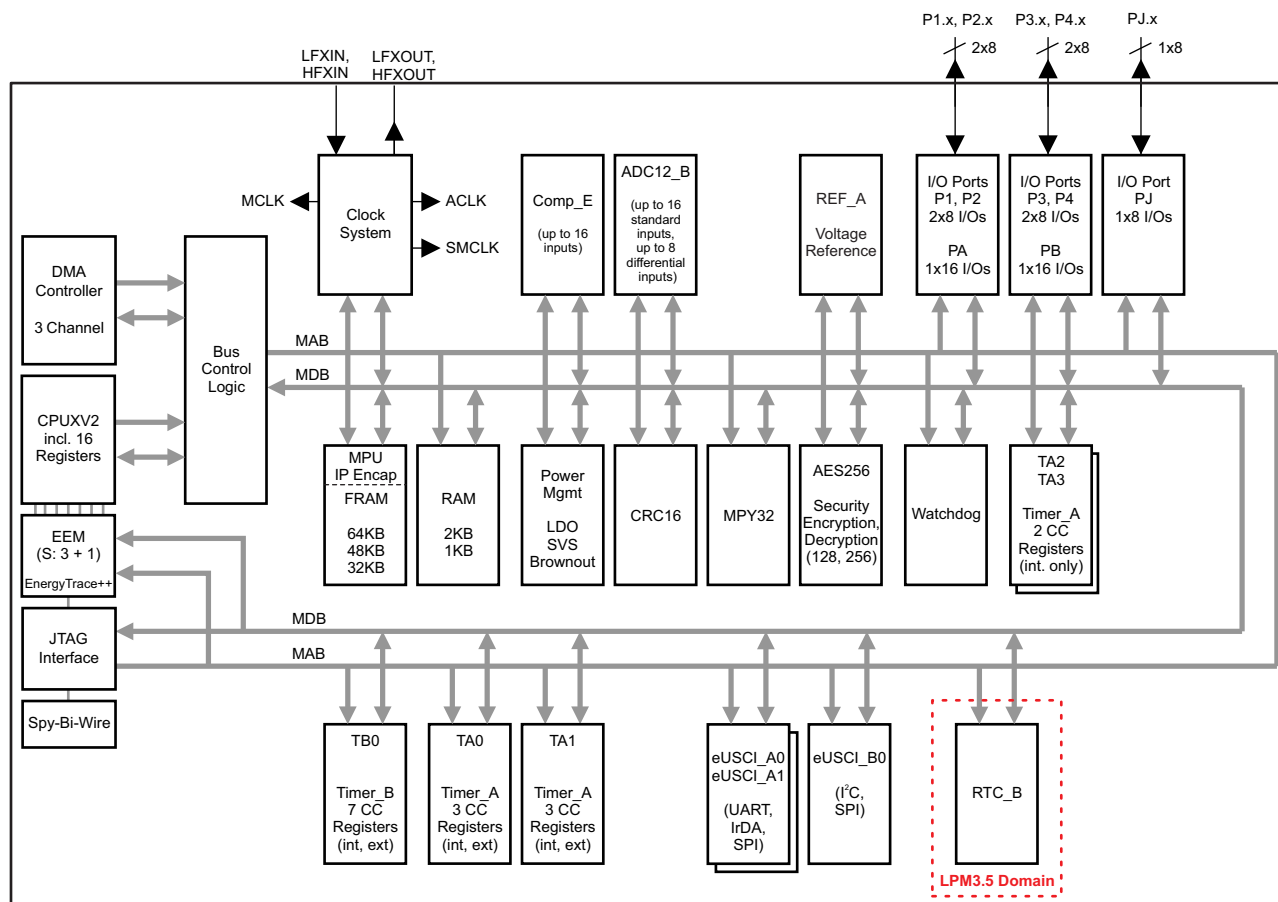 P1.x, P2.x
P3.x, P4.x
PJ.x
2x8
2x8
1x8
LFXIN,
HFXIN
LFXOUT,
HFXOUT
MCLK
Clock
System
ACLK
SMCLK
Comp_E
(up to 16
inputs)
ADC12_B
(up to 16
standard
inputs,
up to 8
differential
inputs)
REF_A
Voltage
Reference
I/O Ports
P1, P2
2x8 I/Os
PA
1x16 I/Os
I/O Ports
P3, P4
2x8 I/Os
PB
1x16 I/Os
I/O Port
PJ
1x8 I/Os
DMA
Controller
3 Channel
Bus
Control
Logic
MAB
MDB
CPUXV2
incl. 16
Registers
MPU
IP Encap
FRAM
64KB
48KB
32KB
RAM
2KB
1KB
Power
Mgmt
LDO
SVS
Brownout
CRC16
MPY32
AES256
Security
Encryption,
Decryption
(128, 256)
Watchdog
TA2
TA3
Timer_A
2 CC
Registers
(int. only)
EEM
(S: 3 + 1)
EnergyTrace++
JTAG
Interface
Spy-Bi-Wire
MDB
MAB
TB0
Timer_B
7 CC
Registers
(int, ext)
TA0
Timer_A
3 CC
Registers
(int, ext)
TA1
Timer_A
3 CC
Registers
(int, ext)
eUSCI_A0
eUSCI_A1
(UART,
IrDA,
SPI)
eUSCI_B0
(I²C,
SPI)
RTC_B
LPM3.5 Domain